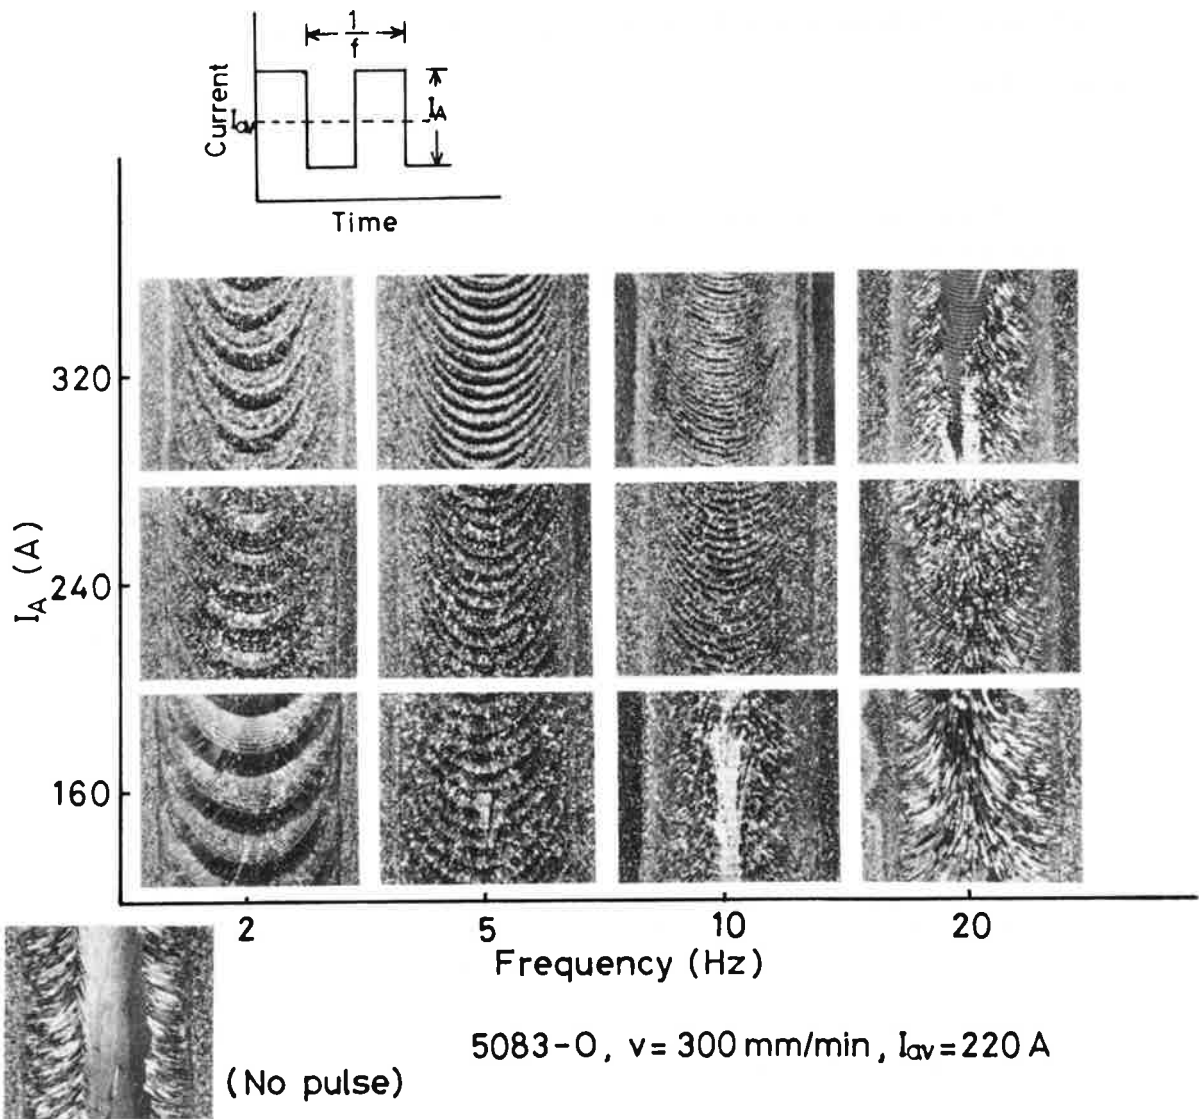 1
f
Current
Iav
IA
Time
320
240
160
IA (A)
2
5
10
20
Frequency (Hz)
5083-O, v= 300 mm/min, Iav=220 A
(No pulse)